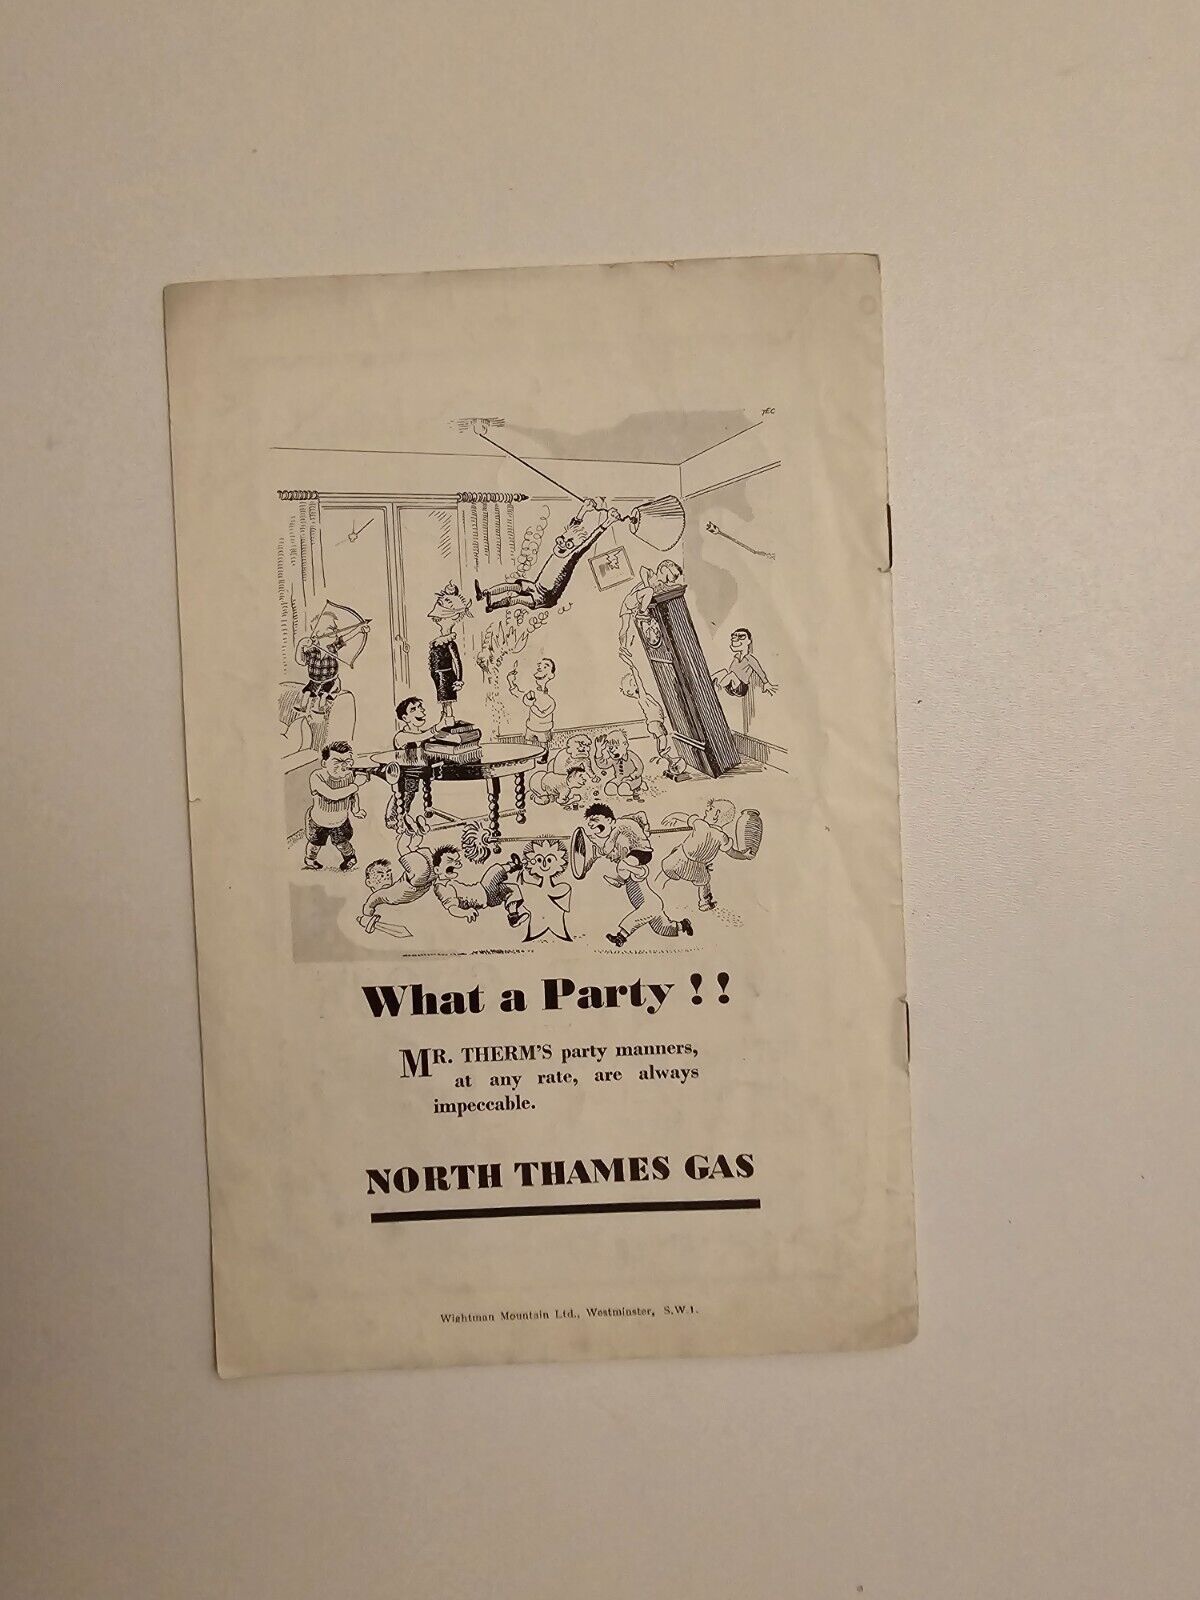 What a Party !!
MR. THERM'S party manners,
at any rate, are always
impeccable.
NORTH THAMES GAS
Wightman Mountain Ltd., Westminster, S.W.1.